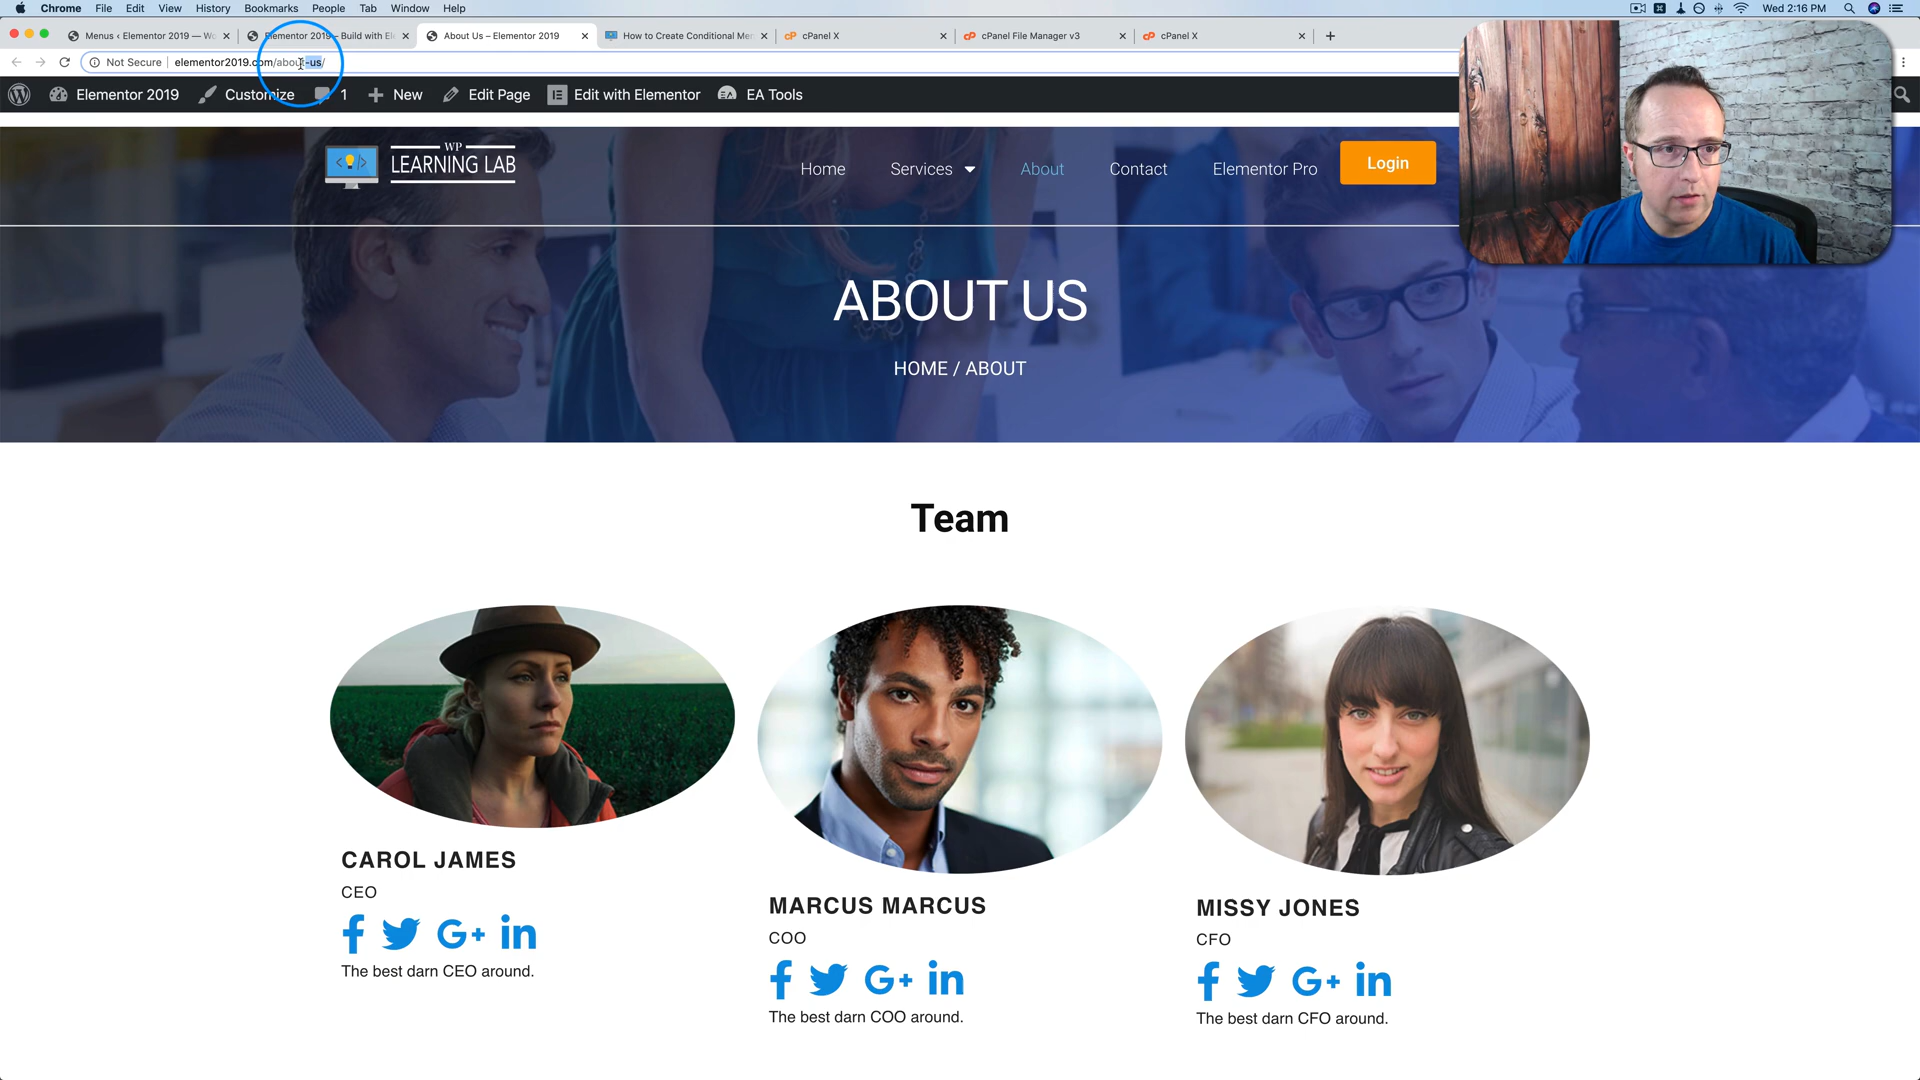 Chrome File Edit View History Bookmarks People Tab Window Help Wed 2:16 PM
Menus ‹ Elementor 2019 — Wo Elementor 2019 – Build with El About Us – Elementor 2019 How to Create Conditional Men cPanel X cPanel File Manager v3 cPanel X
Not Secure elementor2019.com/about-us/
Elementor 2019 Customize 1 New Edit Page Edit with Elementor EA Tools
WP
LEARNING LAB
Home Services About Contact Elementor Pro Login
ABOUT US
HOME / ABOUT
Team
CAROL JAMES
CEO
The best darn CEO around.
MARCUS MARCUS
COO
The best darn COO around.
MISSY JONES
CFO
The best darn CFO around.